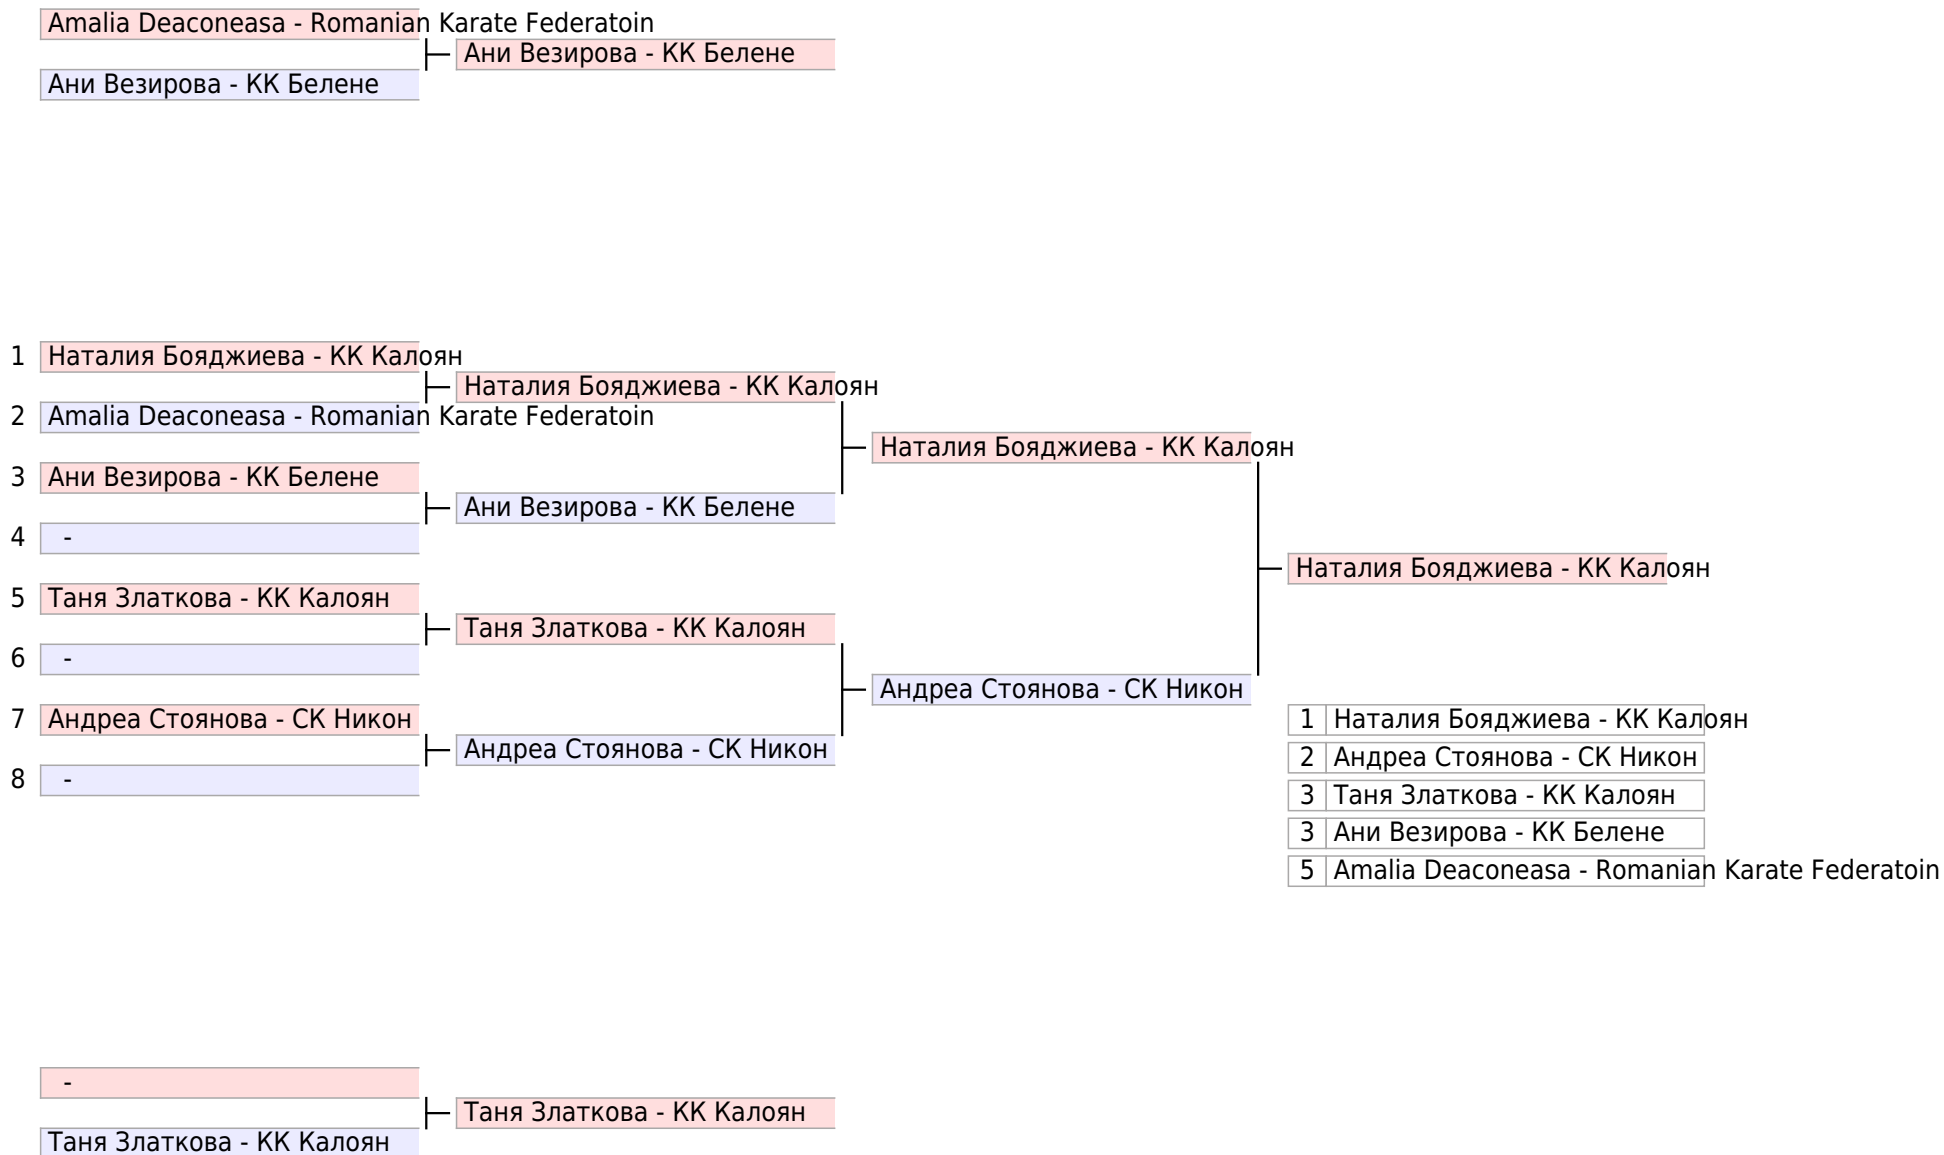 Amalia Deaconeasa - Romanian Karate Federatoin
Ани Везирова - КК Белене
Ани Везирова - КК Белене
1 Наталия Бояджиева - КК Калоян
Наталия Бояджиева - КК Калоян
2 Amalia Deaconeasa - Romanian Karate Federatoin
Наталия Бояджиева - КК Калоян
3 Ани Везирова - КК Белене
Ани Везирова - КК Белене
4 -
Наталия Бояджиева - КК Калоян
5 Таня Златкова - КК Калоян
Таня Златкова - КК Калоян
6 -
Андреа Стоянова - СК Никон
7 Андреа Стоянова - СК Никон
Андреа Стоянова - СК Никон
8 -
1 Наталия Бояджиева - КК Калоян
2 Андреа Стоянова - СК Никон
3 Таня Златкова - КК Калоян
3 Ани Везирова - КК Белене
5 Amalia Deaconeasa - Romanian Karate Federatoin
-
Таня Златкова - КК Калоян
Таня Златкова - КК Калоян